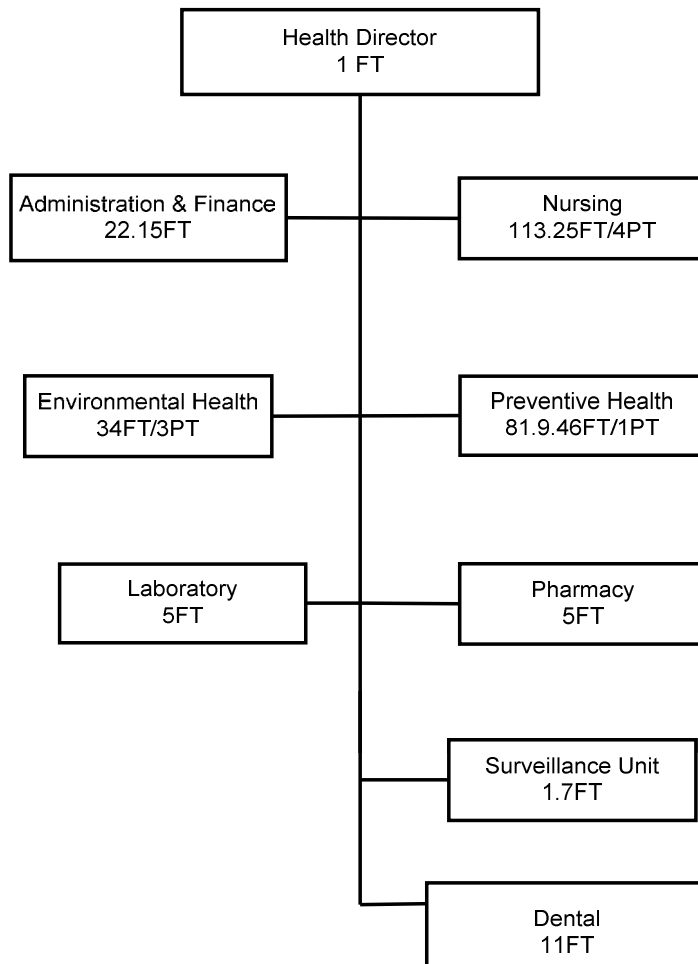 Health Director
1 FT
Administration & Finance
22.15FT
Nursing
113.25FT/4PT
Environmental Health
34FT/3PT
Preventive Health
81.9.46FT/1PT
Laboratory
5FT
Pharmacy
5FT
Surveillance Unit
1.7FT
Dental
11FT